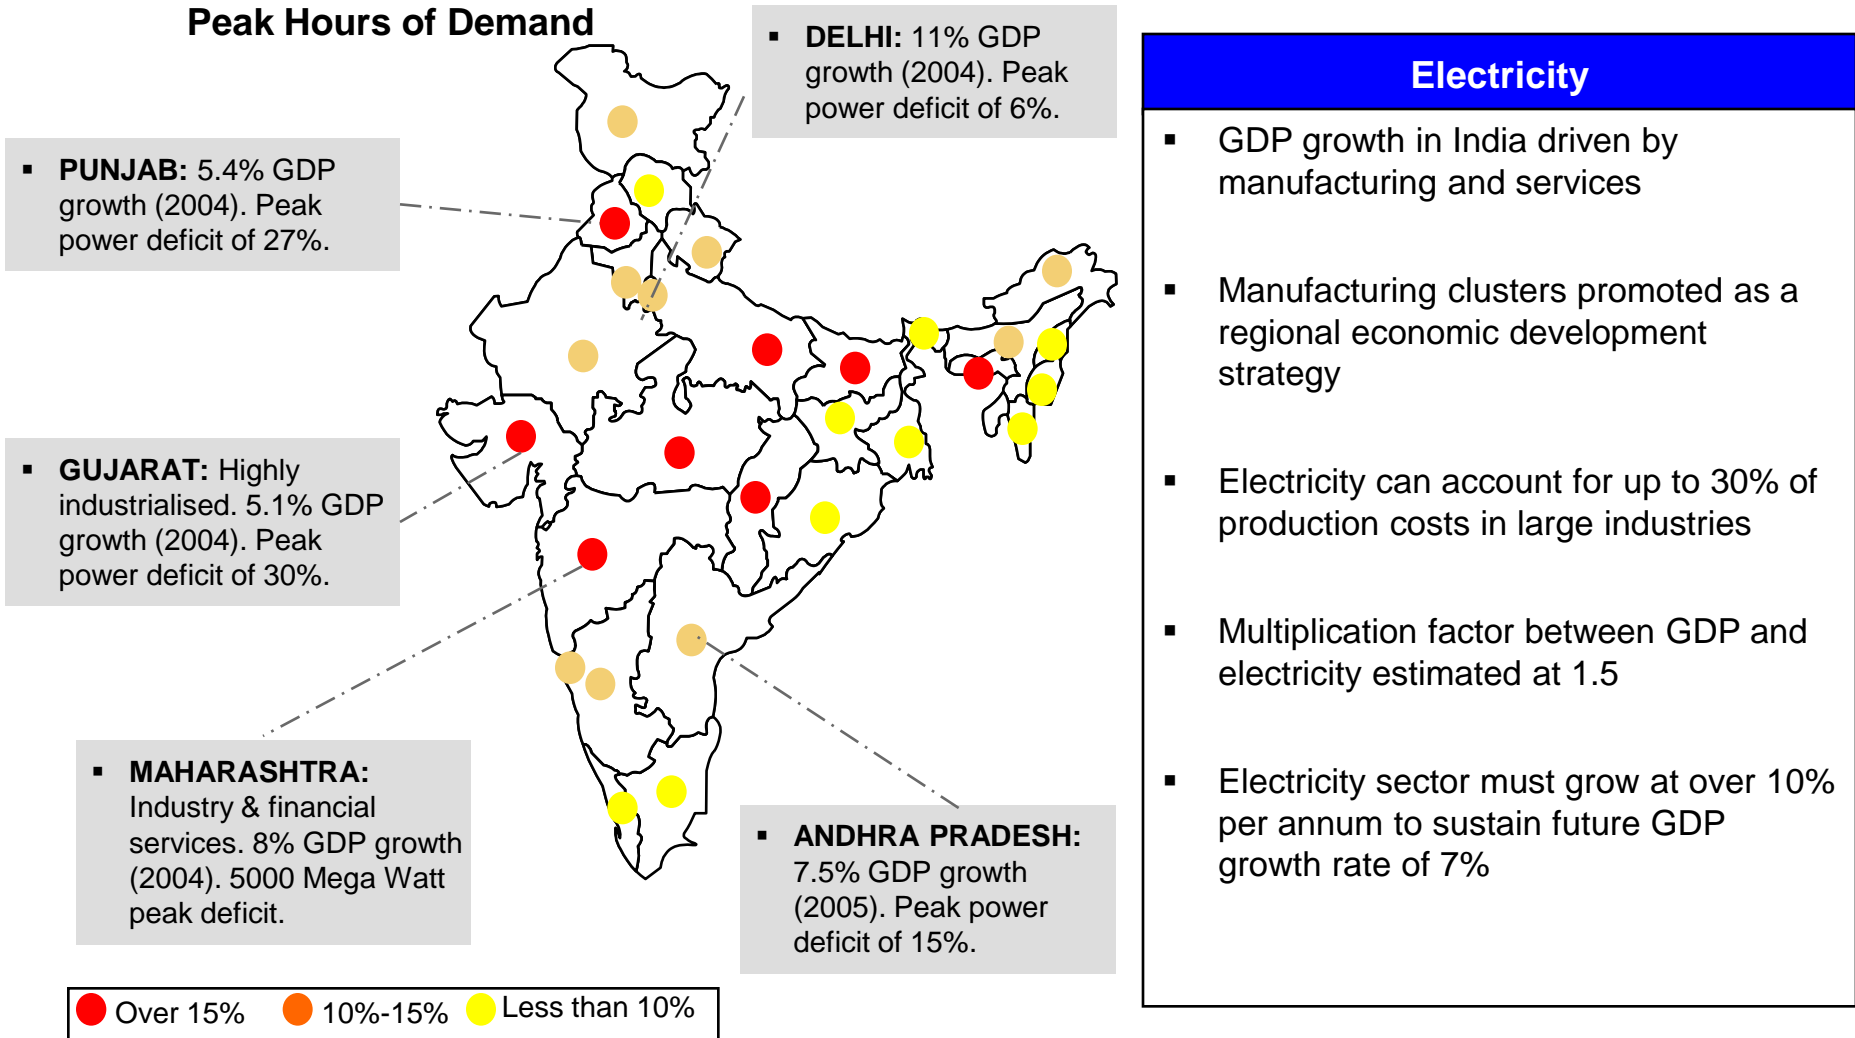 Peak Hours of Demand
▪ DELHI: 11% GDP
growth (2004). Peak
power deficit of 6%.
▪ PUNJAB: 5.4% GDP
growth (2004). Peak
power deficit of 27%.
▪ GUJARAT: Highly
industrialised. 5.1% GDP
growth (2004). Peak
power deficit of 30%.
▪ MAHARASHTRA:
Industry & financial
services. 8% GDP growth
(2004). 5000 Mega Watt
peak deficit.
▪ ANDHRA PRADESH:
7.5% GDP growth
(2005). Peak power
deficit of 15%.
Over 15% 10%-15% Less than 10%
Electricity
▪ GDP growth in India driven by
manufacturing and services
▪ Manufacturing clusters promoted as a
regional economic development
strategy
▪ Electricity can account for up to 30% of
production costs in large industries
▪ Multiplication factor between GDP and
electricity estimated at 1.5
▪ Electricity sector must grow at over 10%
per annum to sustain future GDP
growth rate of 7%